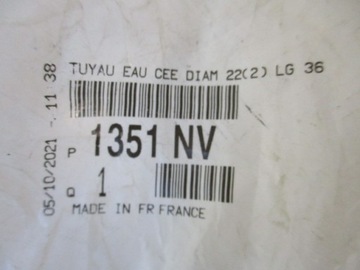 TUYAU EAU CEE DIAM 22(2) LG 36
P 1351 NV
Q 1
MADE IN FR FRANCE
05/10/2021 - 11 38